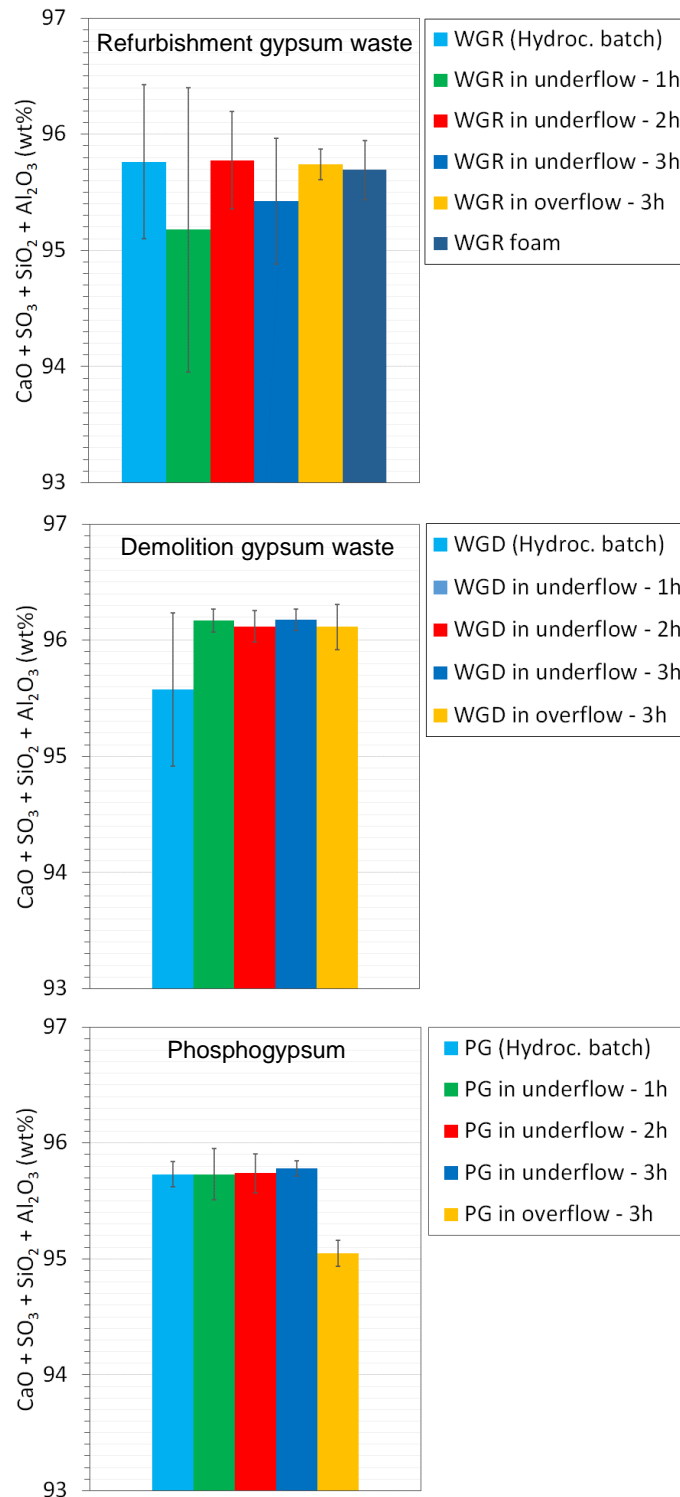 Refurbishment gypsum waste
CaO + SO₃ + SiO₂ + Al₂O₃ (wt%)
97
96
95
94
93
WGR (Hydroc. batch)
WGR in underflow - 1h
WGR in underflow - 2h
WGR in underflow - 3h
WGR in overflow - 3h
WGR foam
Demolition gypsum waste
CaO + SO₃ + SiO₂ + Al₂O₃ (wt%)
97
96
95
94
93
WGD (Hydroc. batch)
WGD in underflow - 1h
WGD in underflow - 2h
WGD in underflow - 3h
WGD in overflow - 3h
Phosphogypsum
CaO + SO₃ + SiO₂ + Al₂O₃ (wt%)
97
96
95
94
93
PG (Hydroc. batch)
PG in underflow - 1h
PG in underflow - 2h
PG in underflow - 3h
PG in overflow - 3h